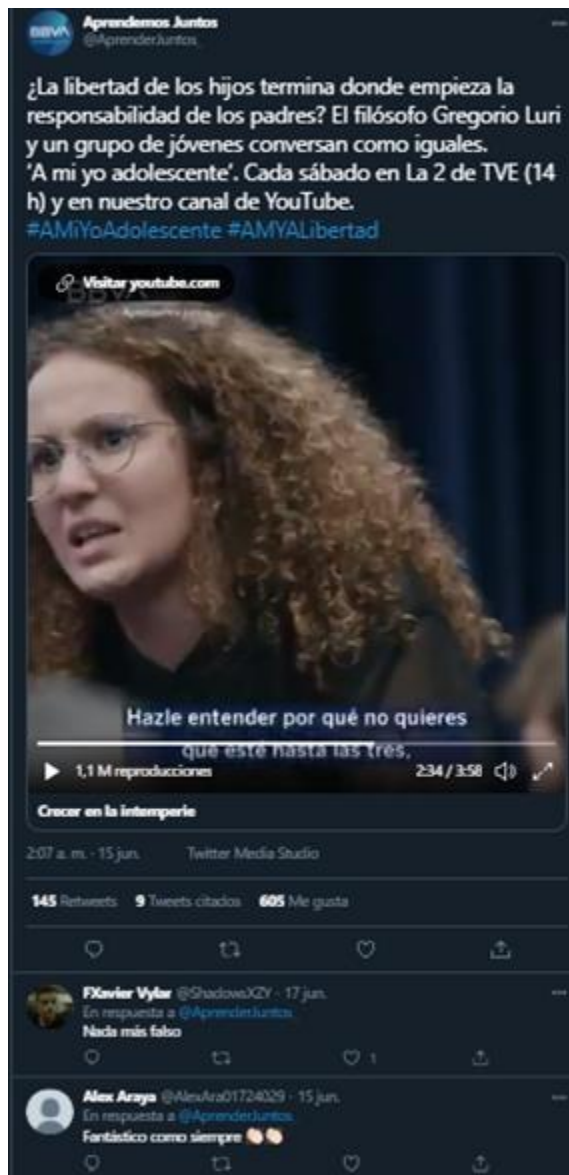 BBVA
Aprendemos Juntos
@AprenderJuntos_
¿La libertad de los hijos termina donde empieza la
responsabilidad de los padres? El filósofo Gregorio Luri
y un grupo de jóvenes conversan como iguales.
‘A mi yo adolescente’. Cada sábado en La 2 de TVE (14
h) y en nuestro canal de YouTube.
#AMiYoAdolescente #AMYALibertad
Visitar youtube.com
BBVA
Hazle entender por qué no quieres
que esté hasta las tres,
1,1 M reproducciones
2:34 / 3:58
Crecer en la intemperie
2:07 a. m. · 15 jun.
Twitter Media Studio
145 Retweets 9 Tweets citados 605 Me gusta
FXavier Vylar @ShadowsXZY · 17 jun.
En respuesta a @AprenderJuntos_
Nada más falso
1
Alex Araya @AlexAra01724029 · 15 jun.
En respuesta a @AprenderJuntos_
Fantástico como siempre 👏🏻👏🏻